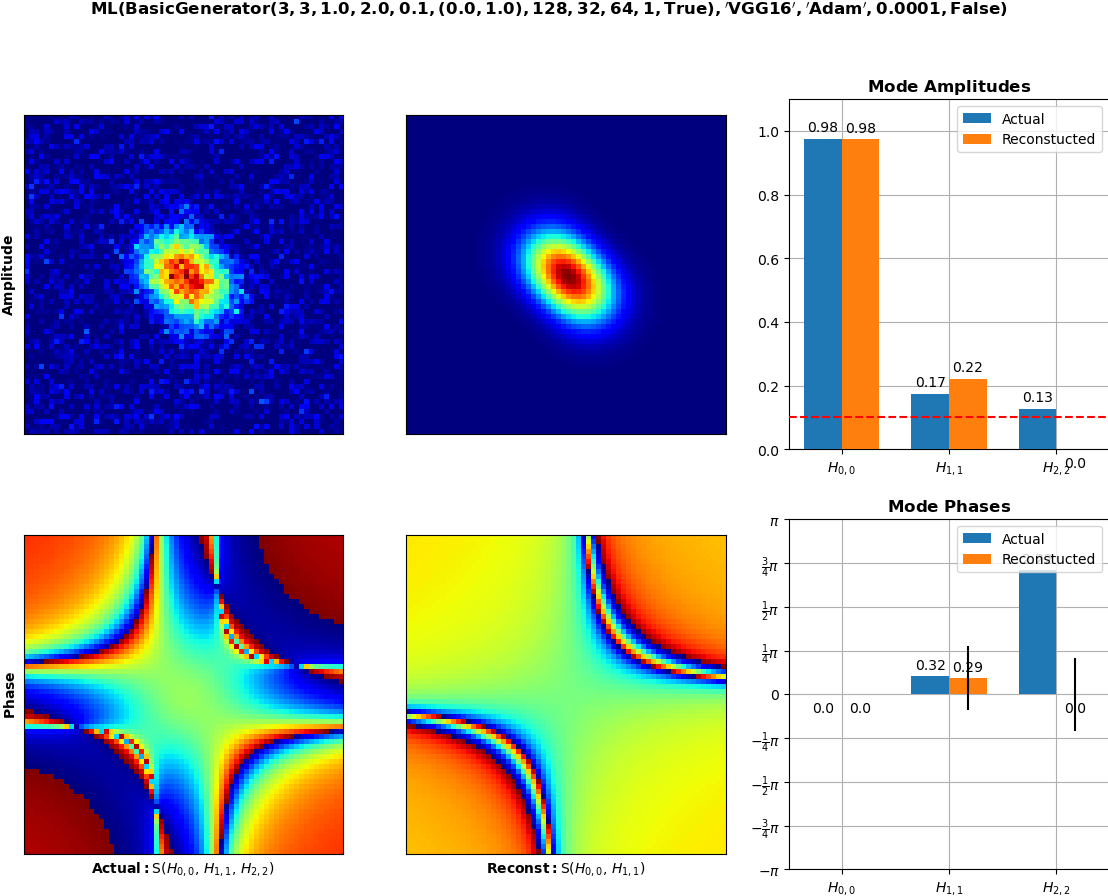 ML(BasicGenerator(3, 3, 1.0, 2.0, 0.1, (0.0, 1.0), 128, 32, 64, 1, True), ′VGG16′, ′Adam′, 0.0001, False)
Amplitude
Mode Amplitudes
Actual
Reconstucted
1.0
0.8
0.6
0.4
0.2
0.0
0.98 0.98
0.17 0.22
0.13 0.0
H0,0 H1,1 H2,2
Phase
Actual: S(H0,0, H1,1, H2,2)
Reconst: S(H0,0, H1,1)
Mode Phases
Actual
Reconstucted
π
3/4π
1/2π
1/4π
0
−1/4π
−1/2π
−3/4π
−π
0.0 0.0
0.32 0.29
0.0
H0,0 H1,1 H2,2